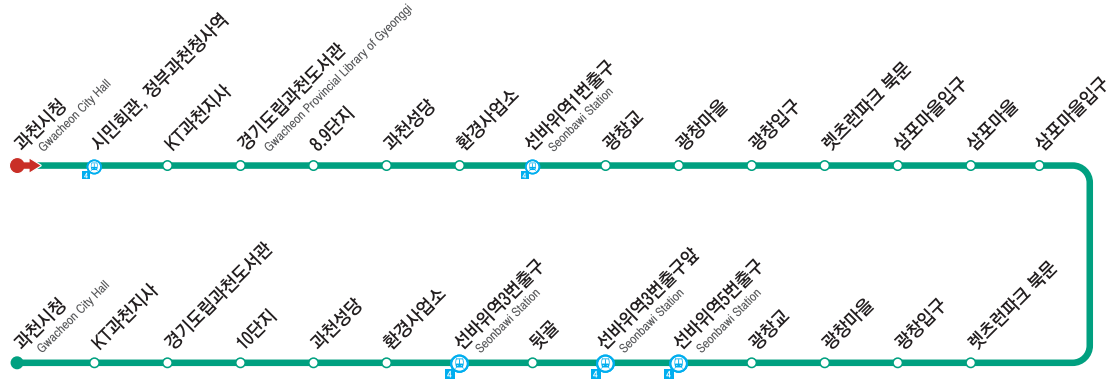 과천시청
Gwacheon City Hall
시민회관, 정부과천청사역
4
KT과천지사
경기도립과천도서관
Gwacheon Provincial Library of Gyeonggi
8.9단지
과천성당
환경사업소
선바위역1번출구
Seonbawi Station
4
광창교
광창마을
광창입구
렛츠런파크 북문
삼포마을입구
삼포마을
삼포마을입구
과천시청
Gwacheon City Hall
KT과천지사
경기도립과천도서관
10단지
과천성당
환경사업소
선바위역3번출구
Seonbawi Station
4
뒷골
선바위역3번출구앞
Seonbawi Station
4
선바위역5번출구
Seonbawi Station
4
광창교
광창마을
광창입구
렛츠런파크 북문